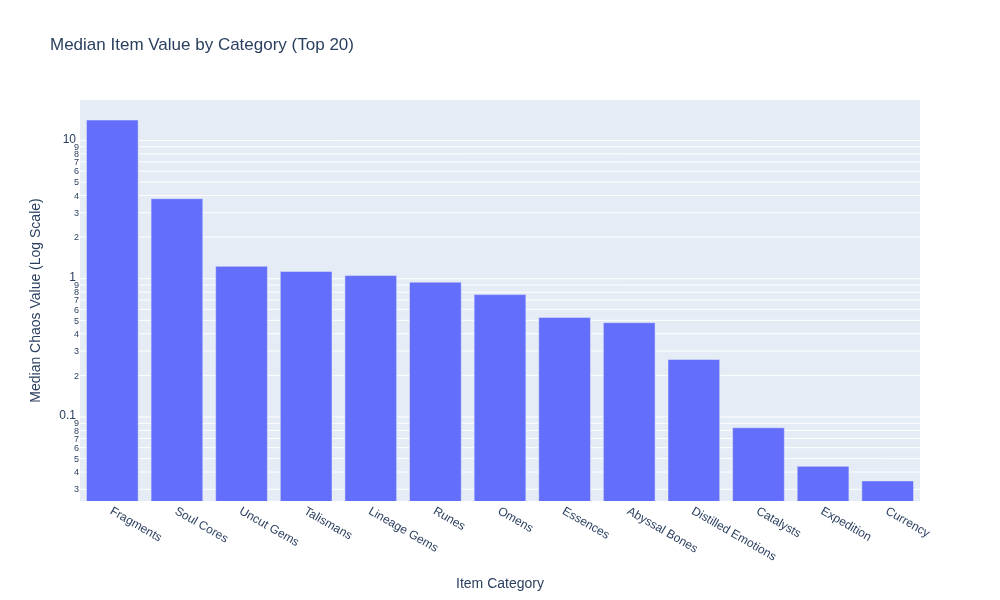 Median Item Value by Category (Top 20)
Median Chaos Value (Log Scale)
10
9
8
7
6
5
4
3
2
1
9
8
7
6
5
4
3
2
0.1
9
8
7
6
5
4
3
Fragments
Soul Cores
Uncut Gems
Talismans
Lineage Gems
Runes
Omens
Essences
Abyssal Bones
Distilled Emotions
Catalysts
Expedition
Currency
Item Category